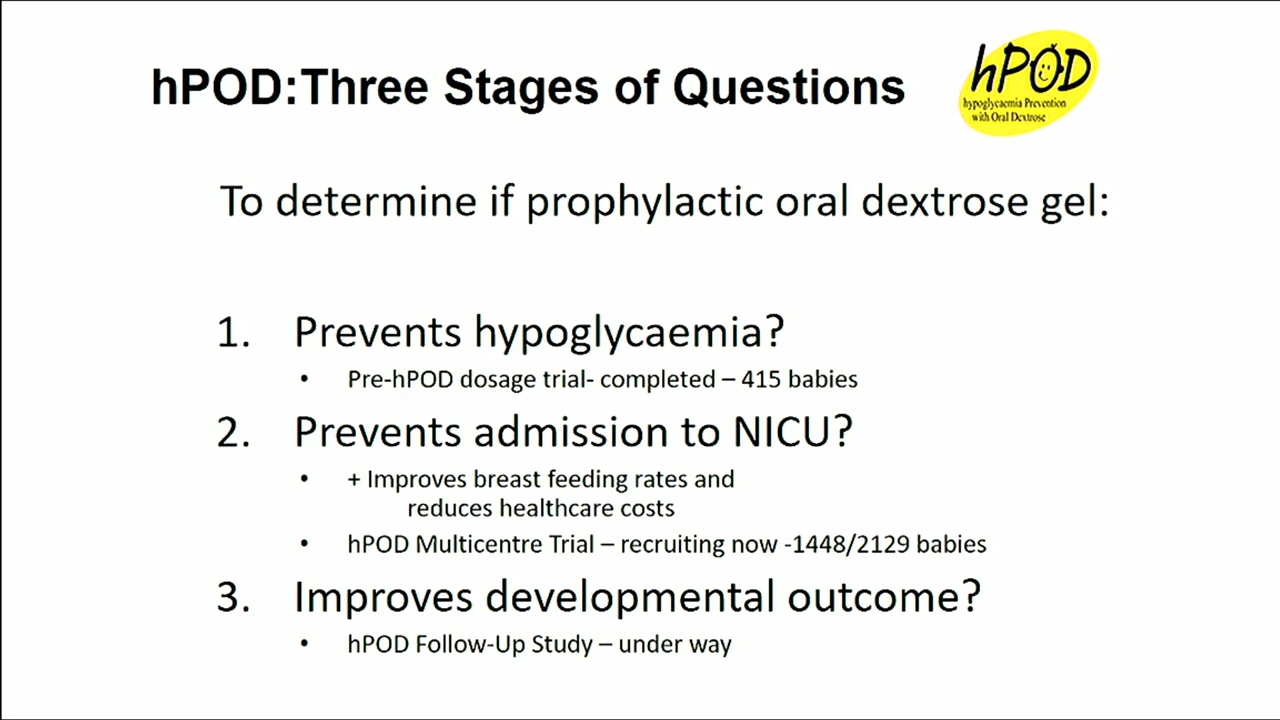 hPOD:Three Stages of Questions
hPOD
hypoglycaemia Prevention
with Oral Dextrose
To determine if prophylactic oral dextrose gel:
1. Prevents hypoglycaemia?
• Pre-hPOD dosage trial- completed – 415 babies
2. Prevents admission to NICU?
• + Improves breast feeding rates and
reduces healthcare costs
• hPOD Multicentre Trial – recruiting now -1448/2129 babies
3. Improves developmental outcome?
• hPOD Follow-Up Study – under way